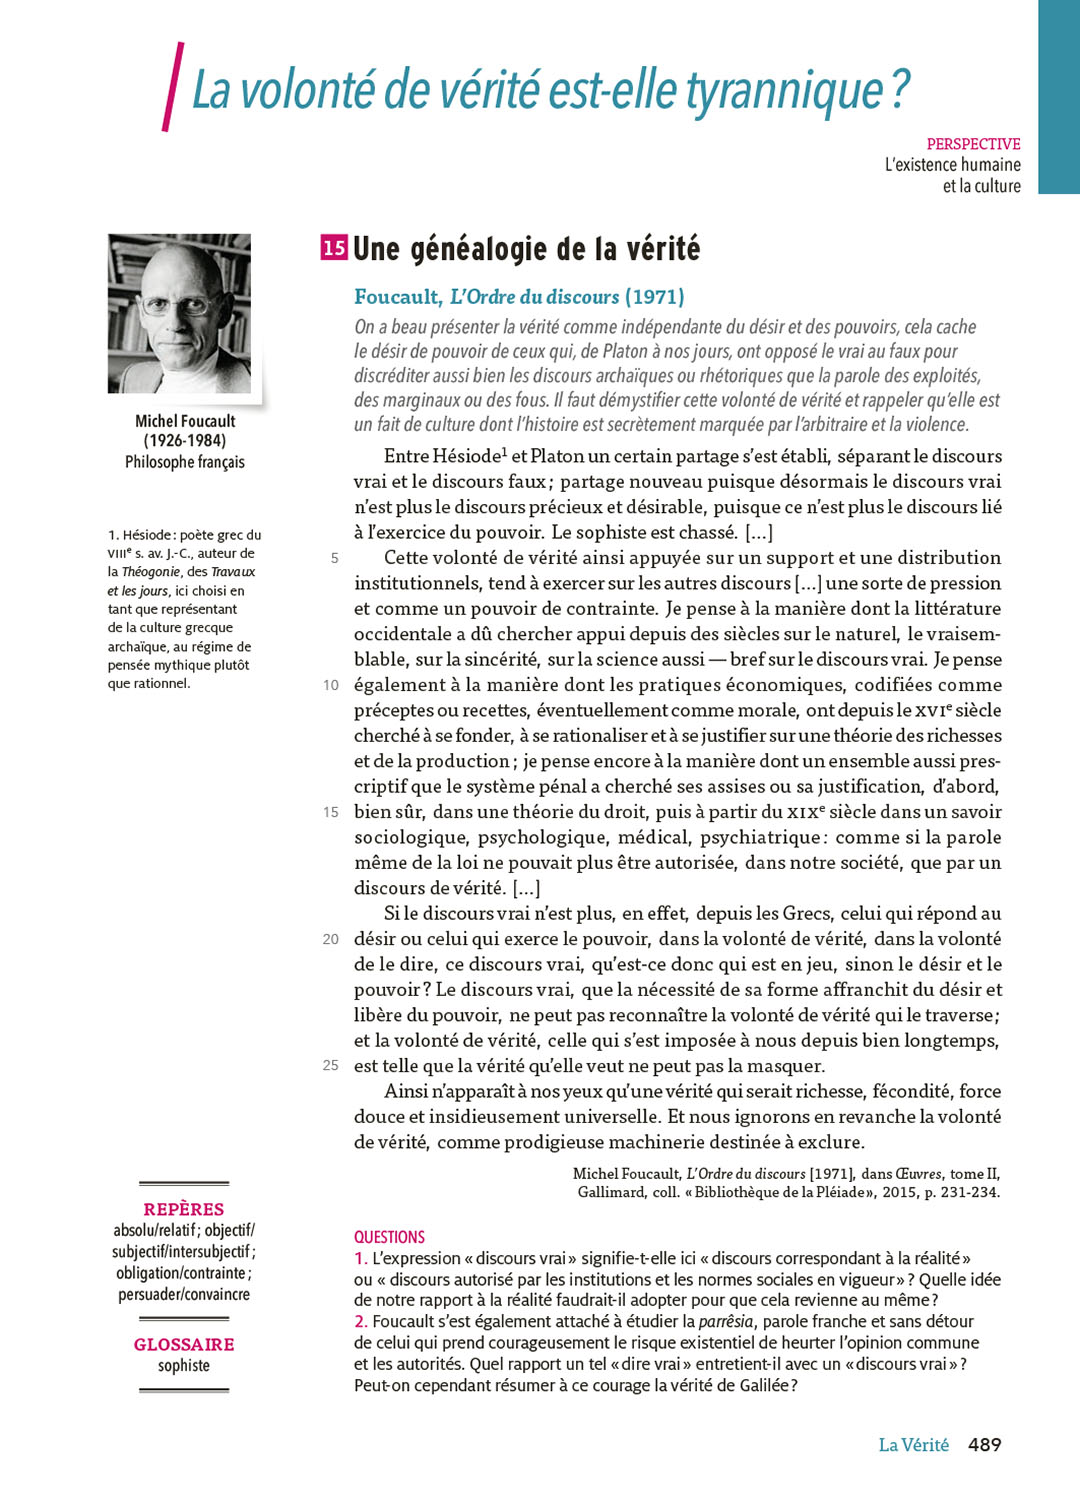 La volonté de vérité est-elle tyrannique ?
PERSPECTIVE
L’existence humaine
et la culture
Michel Foucault
(1926-1984)
Philosophe français
1. Hésiode : poète grec du
VIIIe s. av. J.-C., auteur de
la Théogonie, des Travaux
et les jours, ici choisi en
tant que représentant
de la culture grecque
archaïque, au régime de
pensée mythique plutôt
que rationnel.
15 Une généalogie de la vérité
Foucault, L’Ordre du discours (1971)
On a beau présenter la vérité comme indépendante du désir et des pouvoirs, cela cache
le désir de pouvoir de ceux qui, de Platon à nos jours, ont opposé le vrai au faux pour
discréditer aussi bien les discours archaïques ou rhétoriques que la parole des exploités,
des marginaux ou des fous. Il faut démystifier cette volonté de vérité et rappeler qu’elle est
un fait de culture dont l’histoire est secrètement marquée par l’arbitraire et la violence.
Entre Hésiode1 et Platon un certain partage s’est établi, séparant le discours
vrai et le discours faux ; partage nouveau puisque désormais le discours vrai
n’est plus le discours précieux et désirable, puisque ce n’est plus le discours lié
à l’exercice du pouvoir. Le sophiste est chassé. […]
5 Cette volonté de vérité ainsi appuyée sur un support et une distribution
institutionnels, tend à exercer sur les autres discours […] une sorte de pression
et comme un pouvoir de contrainte. Je pense à la manière dont la littérature
occidentale a dû chercher appui depuis des siècles sur le naturel, le vraisem-
blable, sur la sincérité, sur la science aussi — bref sur le discours vrai. Je pense
10 également à la manière dont les pratiques économiques, codifiées comme
préceptes ou recettes, éventuellement comme morale, ont depuis le XVIe siècle
cherché à se fonder, à se rationaliser et à se justifier sur une théorie des richesses
et de la production ; je pense encore à la manière dont un ensemble aussi pres-
criptif que le système pénal a cherché ses assises ou sa justification, d’abord,
15 bien sûr, dans une théorie du droit, puis à partir du XIXe siècle dans un savoir
sociologique, psychologique, médical, psychiatrique : comme si la parole
même de la loi ne pouvait plus être autorisée, dans notre société, que par un
discours de vérité. […]
Si le discours vrai n’est plus, en effet, depuis les Grecs, celui qui répond au
20 désir ou celui qui exerce le pouvoir, dans la volonté de vérité, dans la volonté
de le dire, ce discours vrai, qu’est-ce donc qui est en jeu, sinon le désir et le
pouvoir ? Le discours vrai, que la nécessité de sa forme affranchit du désir et
libère du pouvoir, ne peut pas reconnaître la volonté de vérité qui le traverse ;
et la volonté de vérité, celle qui s’est imposée à nous depuis bien longtemps,
25 est telle que la vérité qu’elle veut ne peut pas la masquer.
Ainsi n’apparaît à nos yeux qu’une vérité qui serait richesse, fécondité, force
douce et insidieusement universelle. Et nous ignorons en revanche la volonté
de vérité, comme prodigieuse machinerie destinée à exclure.
Michel Foucault, L’Ordre du discours [1971], dans Œuvres, tome II,
Gallimard, coll. « Bibliothèque de la Pléiade », 2015, p. 231-234.
REPÈRES
absolu/relatif ; objectif/
subjectif/intersubjectif ;
obligation/contrainte ;
persuader/convaincre
GLOSSAIRE
sophiste
QUESTIONS
1. L’expression « discours vrai » signifie-t-elle ici « discours correspondant à la réalité »
ou « discours autorisé par les institutions et les normes sociales en vigueur » ? Quelle idée
de notre rapport à la réalité faudrait-il adopter pour que cela revienne au même ?
2. Foucault s’est également attaché à étudier la parrêsia, parole franche et sans détour
de celui qui prend courageusement le risque existentiel de heurter l’opinion commune
et les autorités. Quel rapport un tel « dire vrai » entretient-il avec un « discours vrai » ?
Peut-on cependant résumer à ce courage la vérité de Galilée ?
La Vérité 489